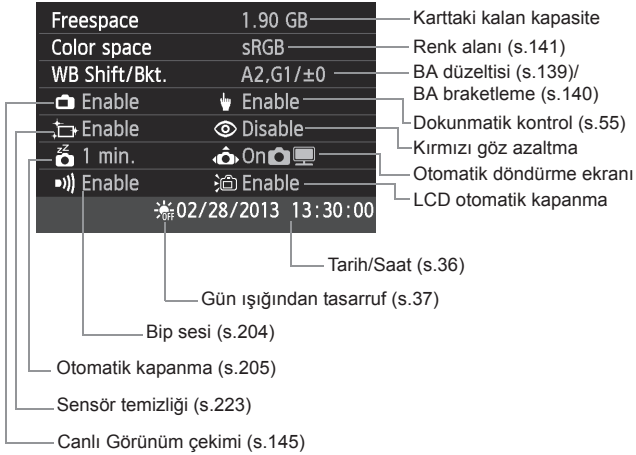 Freespace 1.90 GB Karttaki kalan kapasite
Color space sRGB Renk alanı (s.141)
WB Shift/Bkt. A2,G1/±0 BA düzeltisi (s.139)/
BA braketleme (s.140)
Enable Enable Dokunmatik kontrol (s.55)
Enable Disable Kırmızı göz azaltma
zZ 1 min. On Otomatik döndürme ekranı
Enable Enable LCD otomatik kapanma
OFF 02/28/2013 13:30:00
Tarih/Saat (s.36)
Gün ışığından tasarruf (s.37)
Bip sesi (s.204)
Otomatik kapanma (s.205)
Sensör temizliği (s.223)
Canlı Görünüm çekimi (s.145)